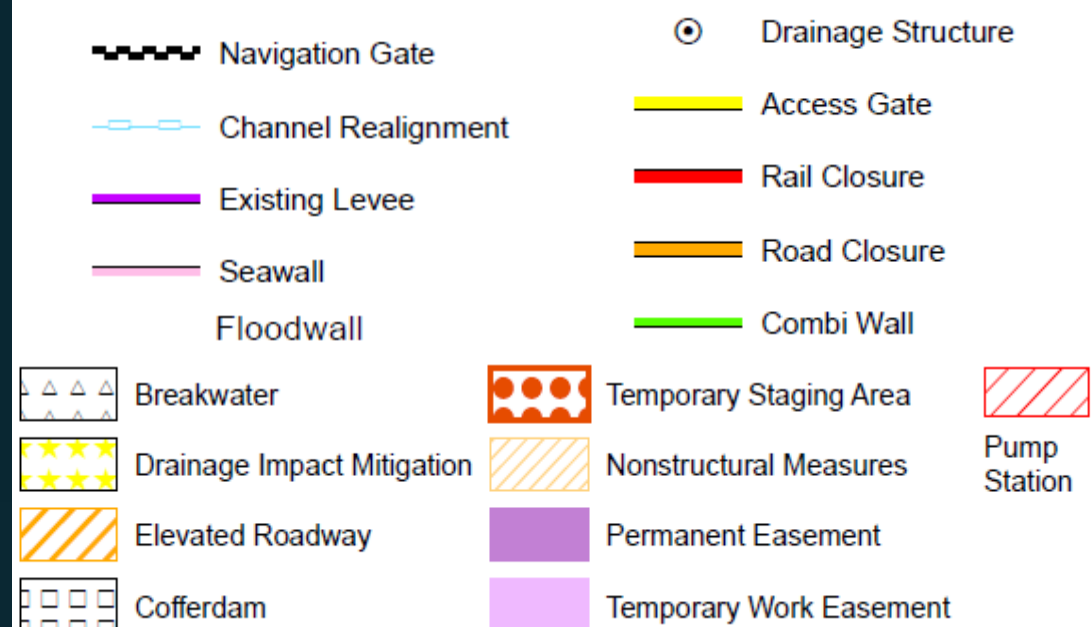 Navigation Gate
Channel Realignment
Existing Levee
Seawall
Floodwall
Drainage Structure
Access Gate
Rail Closure
Road Closure
Combi Wall
Breakwater
Drainage Impact Mitigation
Elevated Roadway
Cofferdam
Temporary Staging Area
Nonstructural Measures
Permanent Easement
Temporary Work Easement
Pump
Station